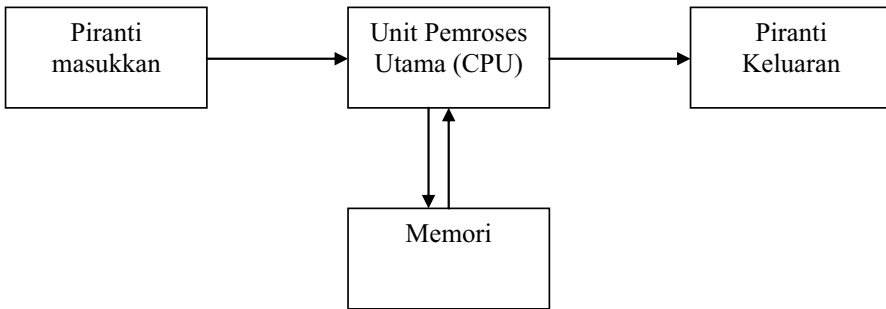 Piranti
masukkan
Unit Pemroses
Utama (CPU)
Piranti
Keluaran
Memori